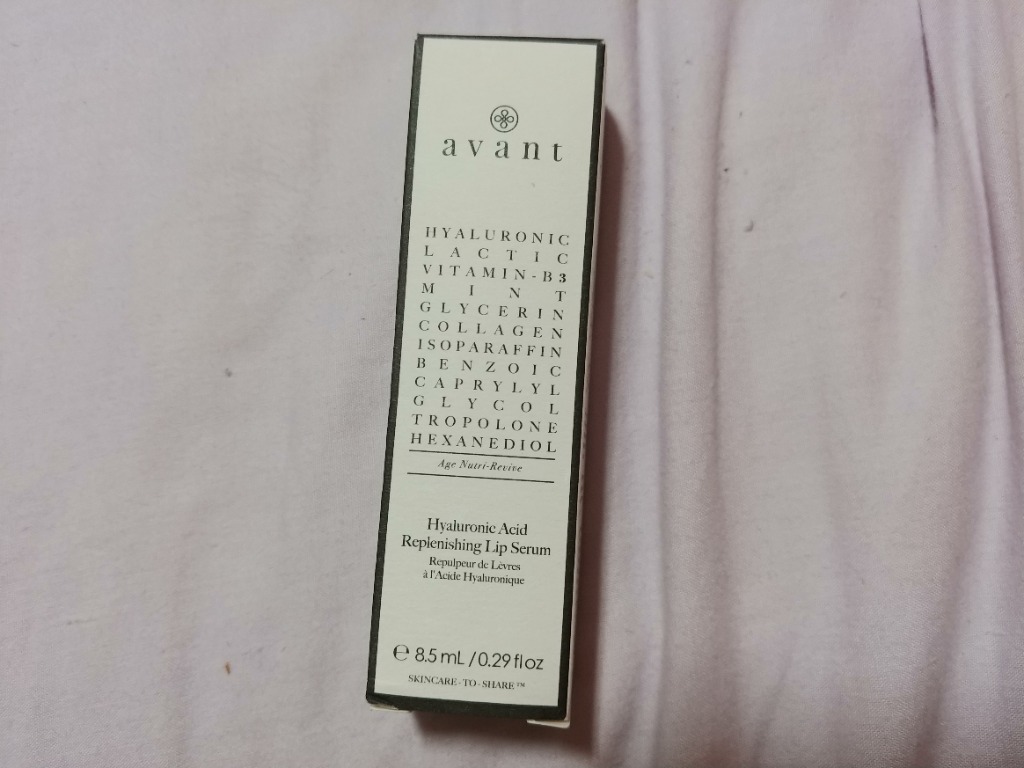 avant
HYALURONIC
LACTIC
VITAMIN-B3
MINT
GLYCERIN
COLLAGEN
ISOPARAFFIN
BENZOIC
CAPRYLYL
GLYCOL
TROPOLONE
HEXANEDIOL
Age Nutri-Revive
Hyaluronic Acid
Replenishing Lip Serum
Repulpeur de Lèvres
à l'Acide Hyaluronique
℮ 8.5 mL / 0.29 fl oz
SKINCARE-TO-SHARE™